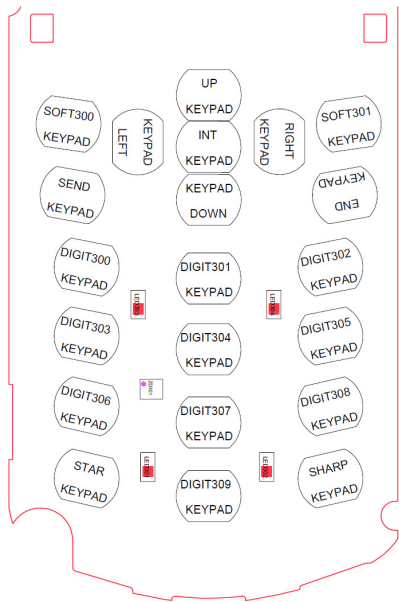 UP
KEYPAD
SOFT300
KEYPAD
KEYPAD
LEFT
INT
KEYPAD
RIGHT
KEYPAD
SOFT301
KEYPAD
SEND
KEYPAD
KEYPAD
DOWN
END
KEYPAD
DIGIT300
KEYPAD
DIGIT301
KEYPAD
DIGIT302
KEYPAD
DIGIT303
KEYPAD
DIGIT304
KEYPAD
DIGIT305
KEYPAD
DIGIT306
KEYPAD
DIGIT307
KEYPAD
DIGIT308
KEYPAD
STAR
KEYPAD
DIGIT309
KEYPAD
SHARP
KEYPAD